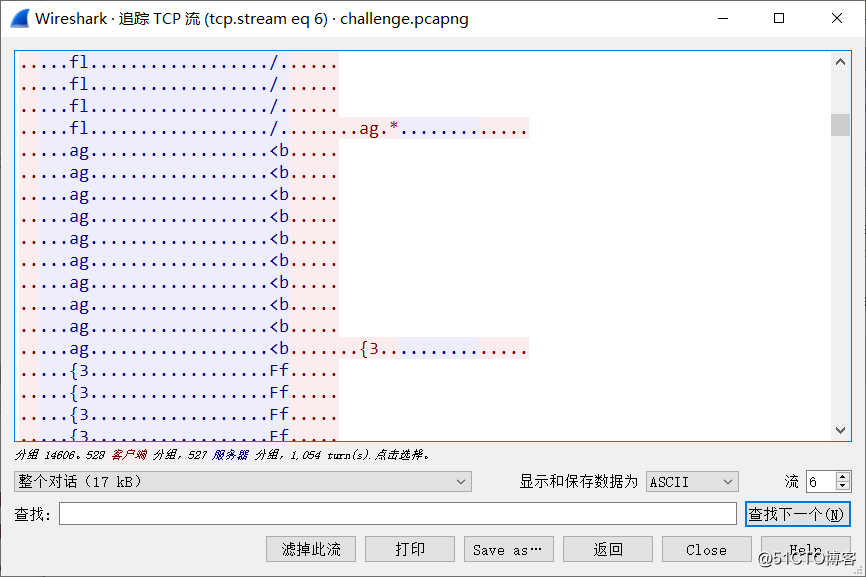 Wireshark · 追踪 TCP 流 (tcp.stream eq 6) · challenge.pcapng
.....fl................../.......
.....fl................../.......
.....fl................../.......
.....fl................../........ag.*.............
.....ag..................<b.....
.....ag..................<b.....
.....ag..................<b.....
.....ag..................<b.....
.....ag..................<b.....
.....ag..................<b.....
.....ag..................<b.....
.....ag..................<b.....
.....ag..................<b.....
.....ag..................<b.......{3...............
.....{3..................Ff.....
.....{3..................Ff.....
.....{3..................Ff.....
.....{3..................Ff.....
分组 14606。529 客户端 分组，527 服务器 分组，1,054 turn(s).点击选择。
整个对话（17 kB） 显示和保存数据为 ASCII 流 6
查找： 查找下一个(N)
滤掉此流 打印 Save as… 返回 Close Help
@51CTO博客